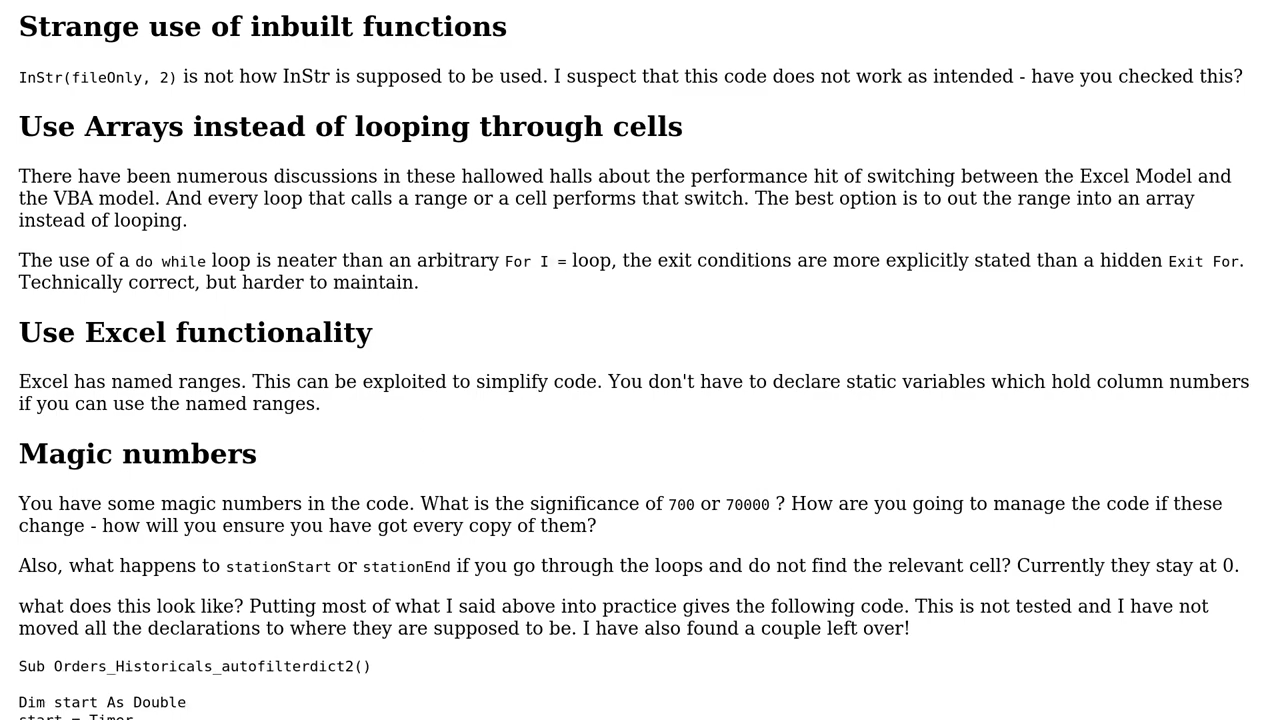 Strange use of inbuilt functions
InStr(fileOnly, 2) is not how InStr is supposed to be used. I suspect that this code does not work as intended - have you checked this?
Use Arrays instead of looping through cells
There have been numerous discussions in these hallowed halls about the performance hit of switching between the Excel Model and
the VBA model. And every loop that calls a range or a cell performs that switch. The best option is to out the range into an array
instead of looping.
The use of a do while loop is neater than an arbitrary For I = loop, the exit conditions are more explicitly stated than a hidden Exit For.
Technically correct, but harder to maintain.
Use Excel functionality
Excel has named ranges. This can be exploited to simplify code. You don't have to declare static variables which hold column numbers
if you can use the named ranges.
Magic numbers
You have some magic numbers in the code. What is the significance of 700 or 70000 ? How are you going to manage the code if these
change - how will you ensure you have got every copy of them?
Also, what happens to stationStart or stationEnd if you go through the loops and do not find the relevant cell? Currently they stay at 0.
what does this look like? Putting most of what I said above into practice gives the following code. This is not tested and I have not
moved all the declarations to where they are supposed to be. I have also found a couple left over!
Sub Orders_Historicals_autofilterdict2()
Dim start As Double
start = Timer